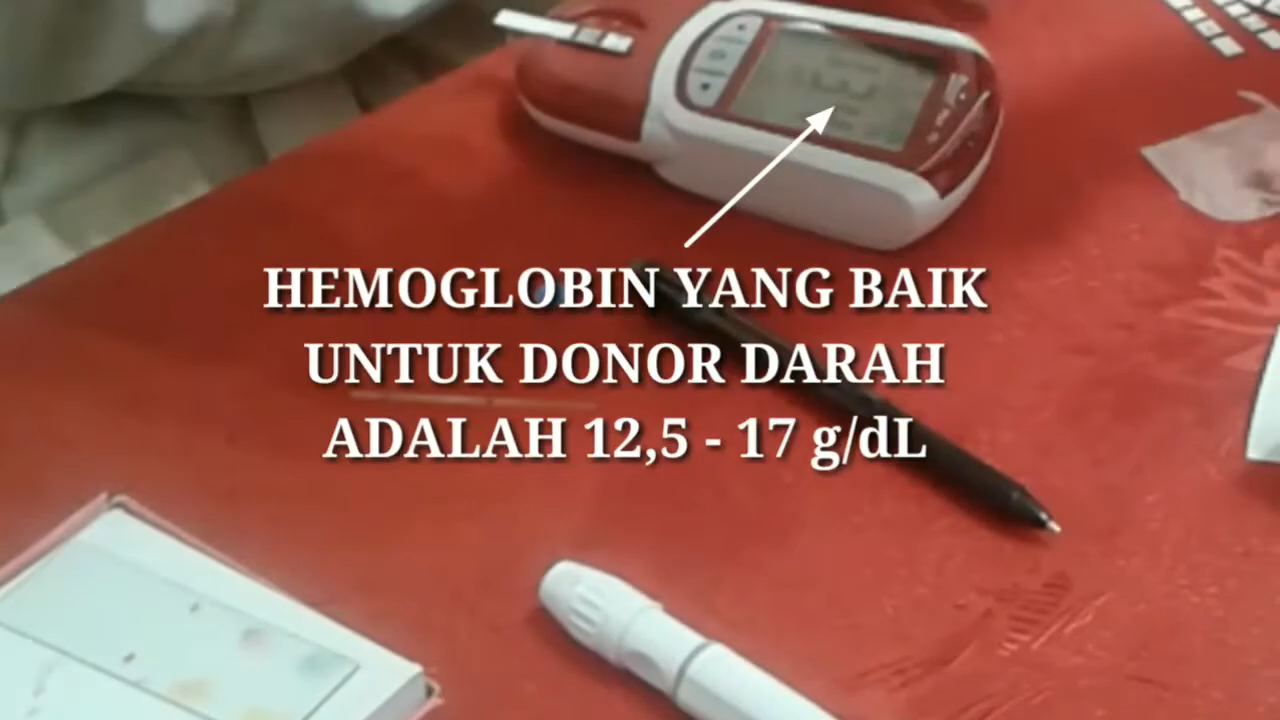 HEMOGLOBIN YANG BAIK
UNTUK DONOR DARAH
ADALAH 12,5 - 17 g/dL